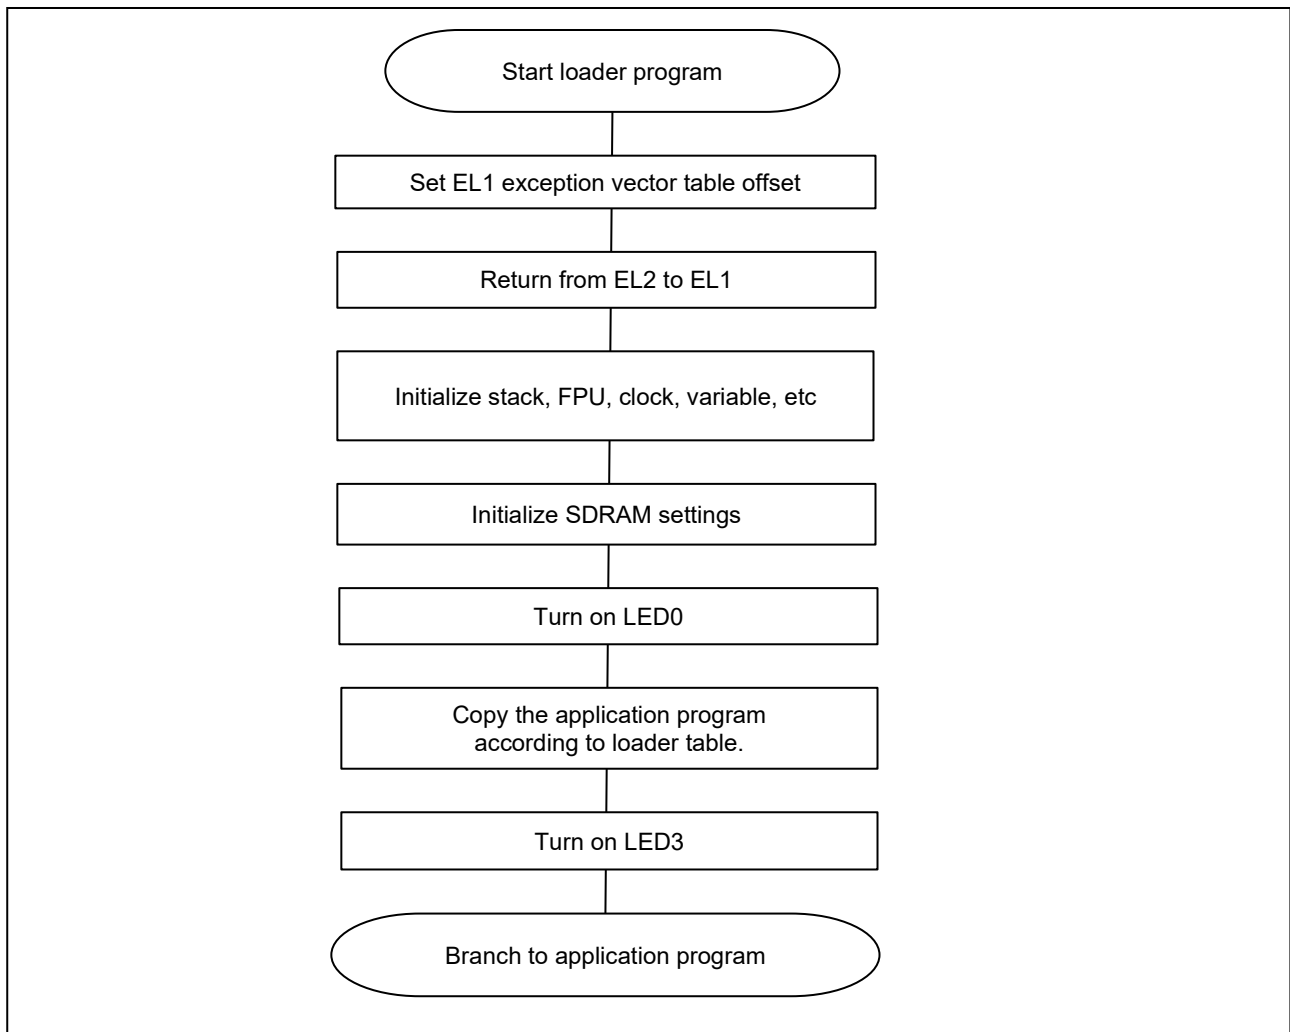 Start loader program
Set EL1 exception vector table offset
Return from EL2 to EL1
Initialize stack, FPU, clock, variable, etc
Initialize SDRAM settings
Turn on LED0
Copy the application program
according to loader table.
Turn on LED3
Branch to application program